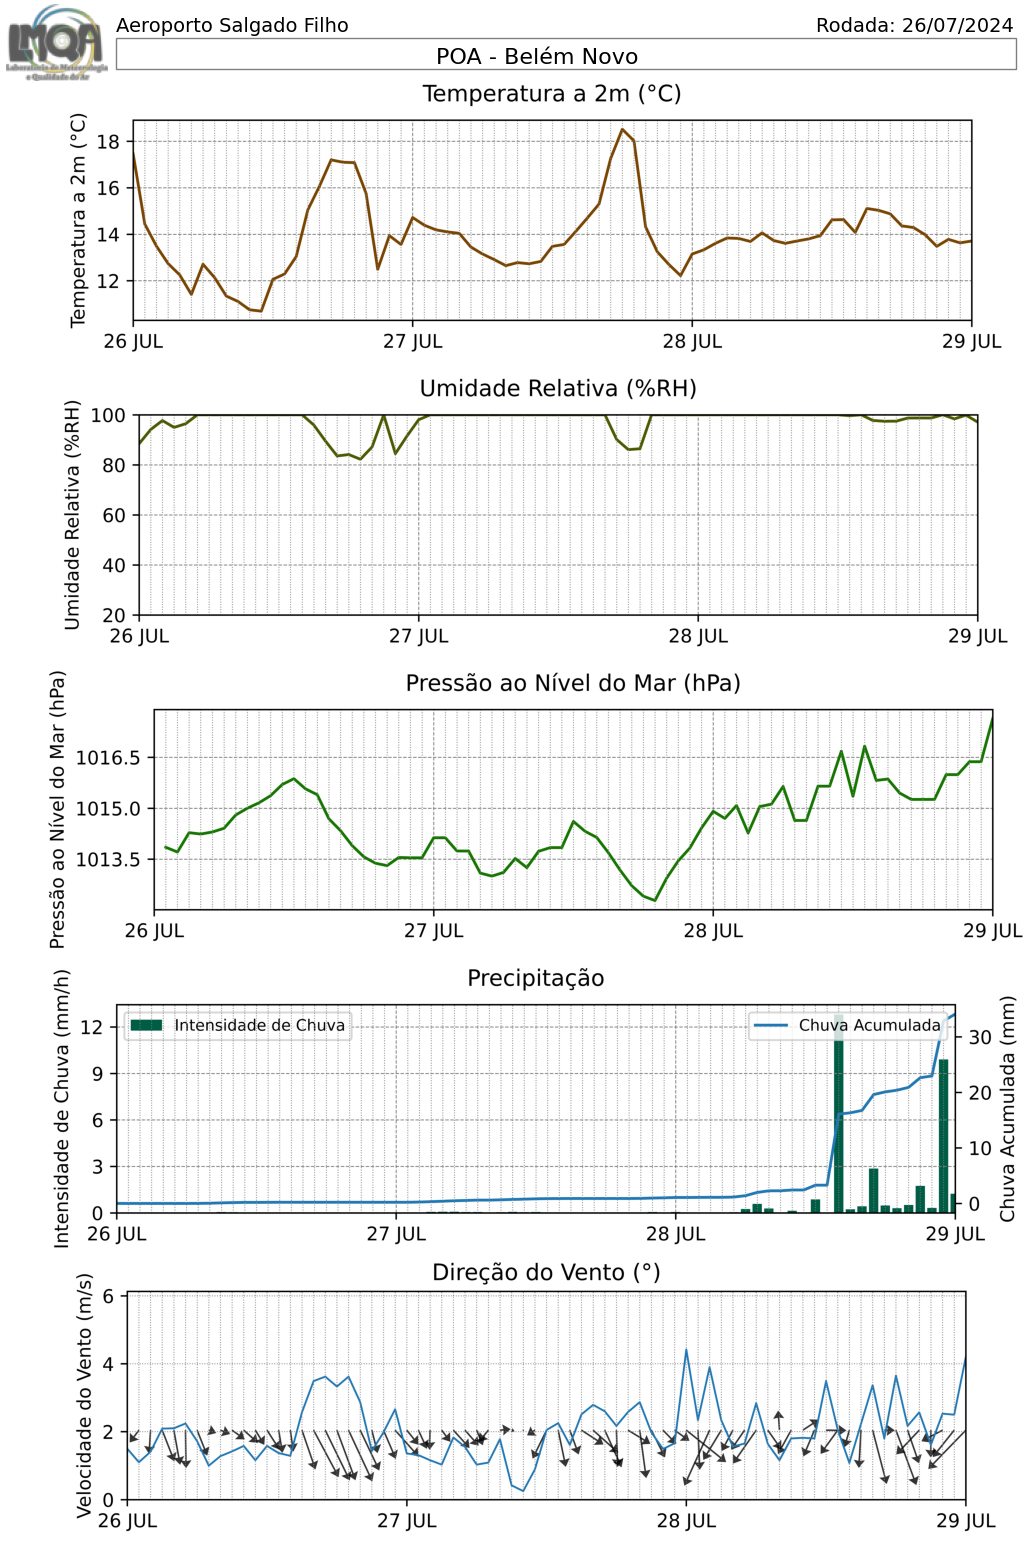 LMQA
Laboratório de Meteorologia
e Qualidade do Ar
Aeroporto Salgado Filho
Rodada: 26/07/2024
POA - Belém Novo
Temperatura a 2m (°C)
Temperatura a 2m (°C)
18
16
14
12
26 JUL
27 JUL
28 JUL
29 JUL
Umidade Relativa (%RH)
Umidade Relativa (%RH)
100
80
60
40
20
26 JUL
27 JUL
28 JUL
29 JUL
Pressão ao Nível do Mar (hPa)
Pressão ao Nível do Mar (hPa)
1016.5
1015.0
1013.5
26 JUL
27 JUL
28 JUL
29 JUL
Precipitação
Intensidade de Chuva (mm/h)
12
9
6
3
0
Intensidade de Chuva
Chuva Acumulada
30
20
10
0
Chuva Acumulada (mm)
26 JUL
27 JUL
28 JUL
29 JUL
Direção do Vento (°)
Velocidade do Vento (m/s)
6
4
2
0
26 JUL
27 JUL
28 JUL
29 JUL